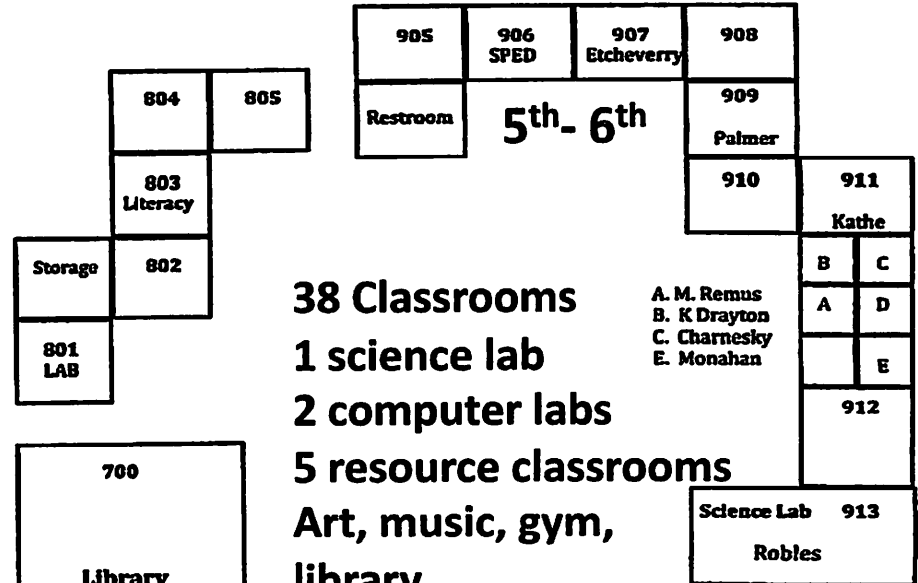 905
906
SPED
907
Etcheverry
908
804
805
Restroom
5th- 6th
909
Palmer
803
Literacy
910
911
Kathe
Storage
802
B
C
A
D
E
A. M. Remus
B. K Drayton
C. Charnesky
E. Monahan
801
LAB
38 Classrooms
1 science lab
2 computer labs
5 resource classrooms
Art, music, gym,
library
912
700
Library
Science Lab 913
Robles